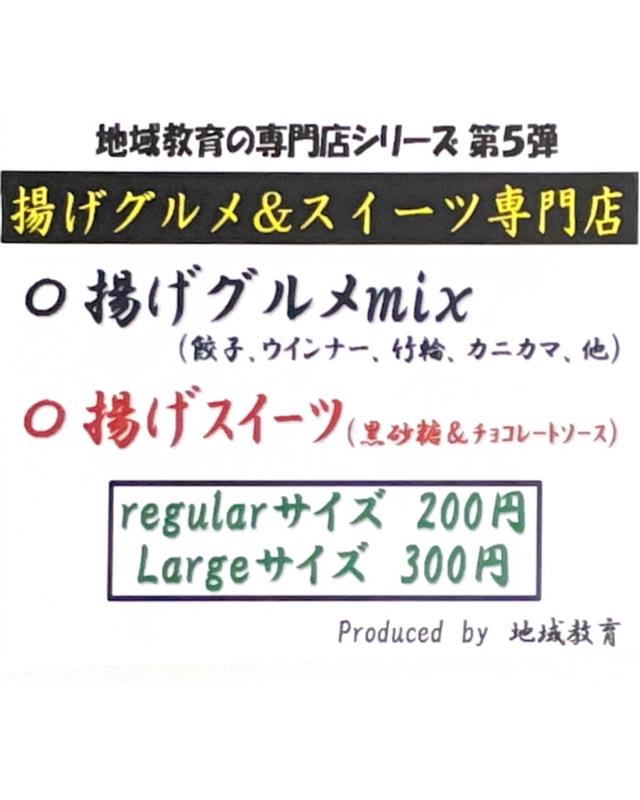 地域教育の専門店シリーズ 第5弾
揚げグルメ&スイーツ専門店
○ 揚げグルメmix
(餃子、ウインナー、竹輪、カニカマ、他)
○ 揚げスイーツ(黒砂糖&チョコレートソース)
regularサイズ 200円
Largeサイズ 300円
Produced by 地域教育